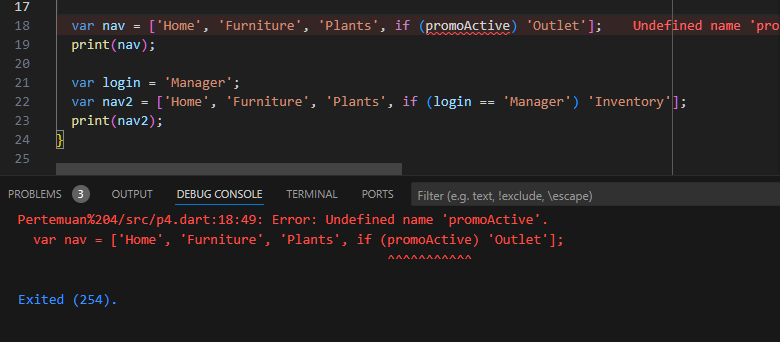 17
18 var nav = ['Home', 'Furniture', 'Plants', if (promoActive) 'Outlet']; Undefined name 'pro
19 print(nav);
20
21 var login = 'Manager';
22 var nav2 = ['Home', 'Furniture', 'Plants', if (login == 'Manager') 'Inventory'];
23 print(nav2);
24 }
25
PROBLEMS 3 OUTPUT DEBUG CONSOLE TERMINAL PORTS Filter (e.g. text, !exclude, \escape)
Pertemuan%204/src/p4.dart:18:49: Error: Undefined name 'promoActive'.
var nav = ['Home', 'Furniture', 'Plants', if (promoActive) 'Outlet'];
^^^^^^^^^^^
Exited (254).